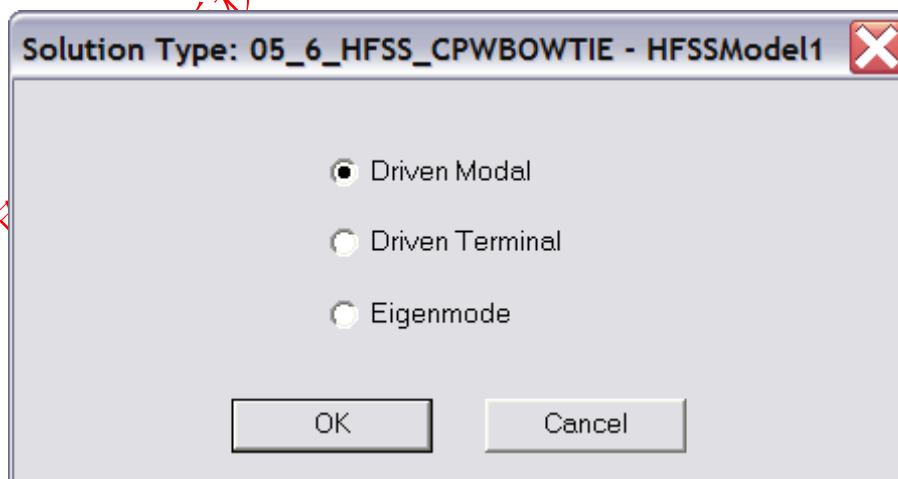 Solution Type: 05_6_HFSS_CPWBOWTIE - HFSSModel1
Driven Modal
Driven Terminal
Eigenmode
OK Cancel